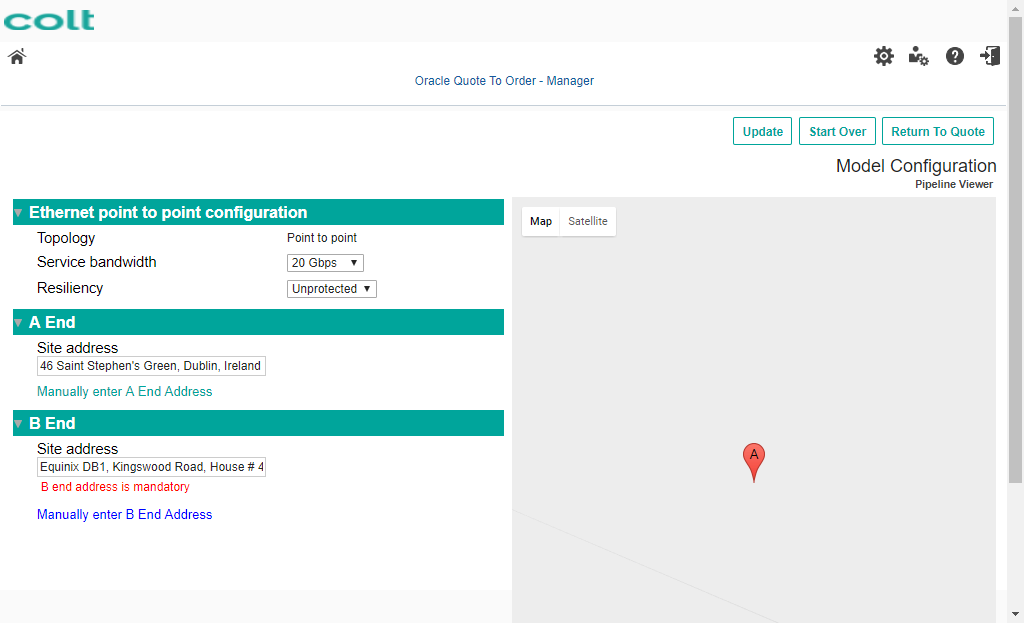 colt
Oracle Quote To Order - Manager
Update
Start Over
Return To Quote
Model Configuration
Pipeline Viewer
Ethernet point to point configuration
Topology
Point to point
Service bandwidth
20 Gbps
Resiliency
Unprotected
A End
Site address
46 Saint Stephen's Green, Dublin, Ireland
Manually enter A End Address
B End
Site address
Equinix DB1, Kingswood Road, House # 4
B end address is mandatory
Manually enter B End Address
Map
Satellite
A